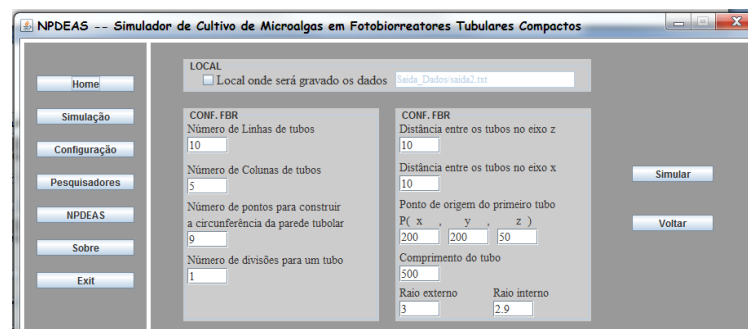 NPDEAS -- Simulador de Cultivo de Microalgas em Fotobiorreatores Tubulares Compactos
Home
Simulação
Configuração
Pesquisadores
NPDEAS
Sobre
Exit
LOCAL
Local onde será gravado os dados Saida_Dados/saida2.txt
CONF. FBR
Número de Linhas de tubos
10
Número de Colunas de tubos
5
Número de pontos para construir
a circunferência da parede tubolar
9
Número de divisões para um tubo
1
CONF. FBR
Distância entre os tubos no eixo z
10
Distância entre os tubos no eixo x
10
Ponto de origem do primeiro tubo
P( x , y , z )
200 200 50
Comprimento do tubo
500
Raio externo Raio interno
3 2.9
Simular
Voltar